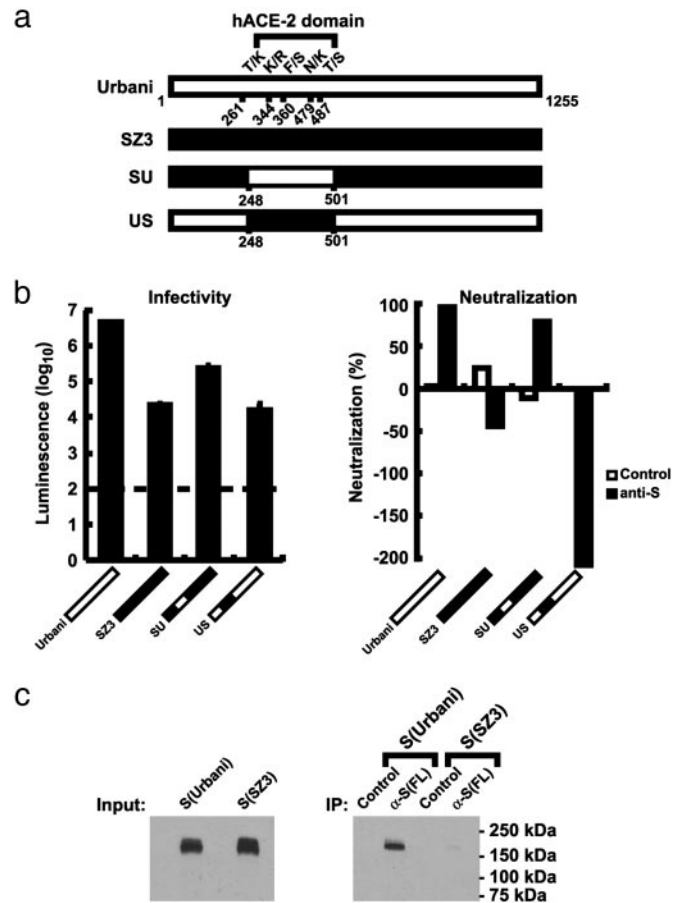 a
hACE-2 domain
T/K K/R F/S N/K T/S
Urbani
1 1255
261 344 360 479 487
SZ3
SU
248 501
US
248 501
b
Infectivity
Luminescence (log10)
7
6
5
4
3
2
1
0
Urbani SZ3 SU US
Neutralization
Neutralization (%)
100
50
0
-50
-100
-150
-200
Control
anti-S
Urbani SZ3 SU US
c
Input: S(Urbani) S(SZ3)
S(Urbani) S(SZ3)
IP: Control α-S(FL) Control α-S(FL)
- 250 kDa
- 150 kDa
- 100 kDa
- 75 kDa